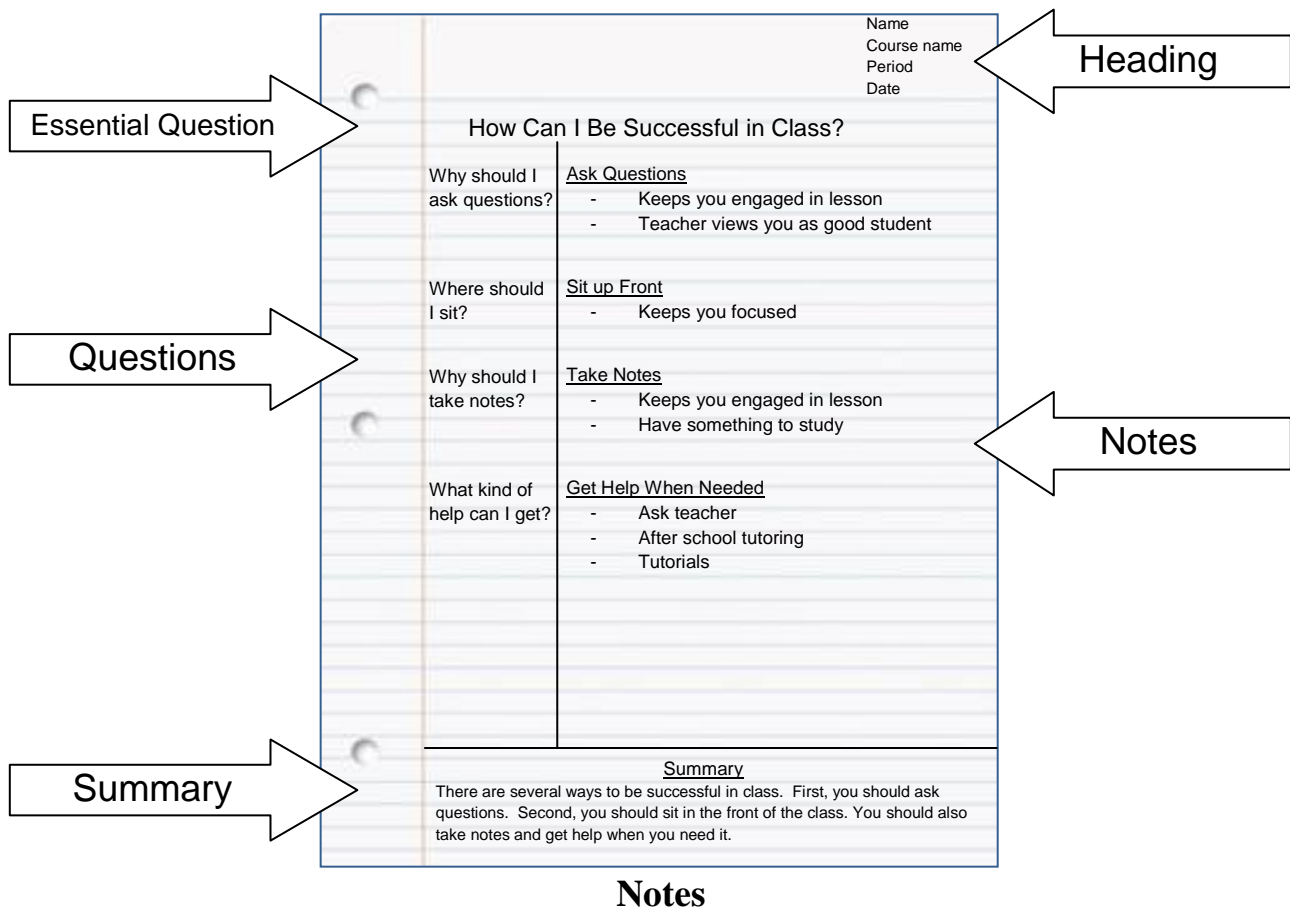 Name
Course name
Period
Date
Heading
Essential Question
How Can I Be Successful in Class?
Why should I
ask questions?
Ask Questions
- Keeps you engaged in lesson
- Teacher views you as good student
Where should
I sit?
Sit up Front
- Keeps you focused
Questions
Why should I
take notes?
Take Notes
- Keeps you engaged in lesson
- Have something to study
Notes
What kind of
help can I get?
Get Help When Needed
- Ask teacher
- After school tutoring
- Tutorials
Summary
Summary
There are several ways to be successful in class. First, you should ask
questions. Second, you should sit in the front of the class. You should also
take notes and get help when you need it.
Notes